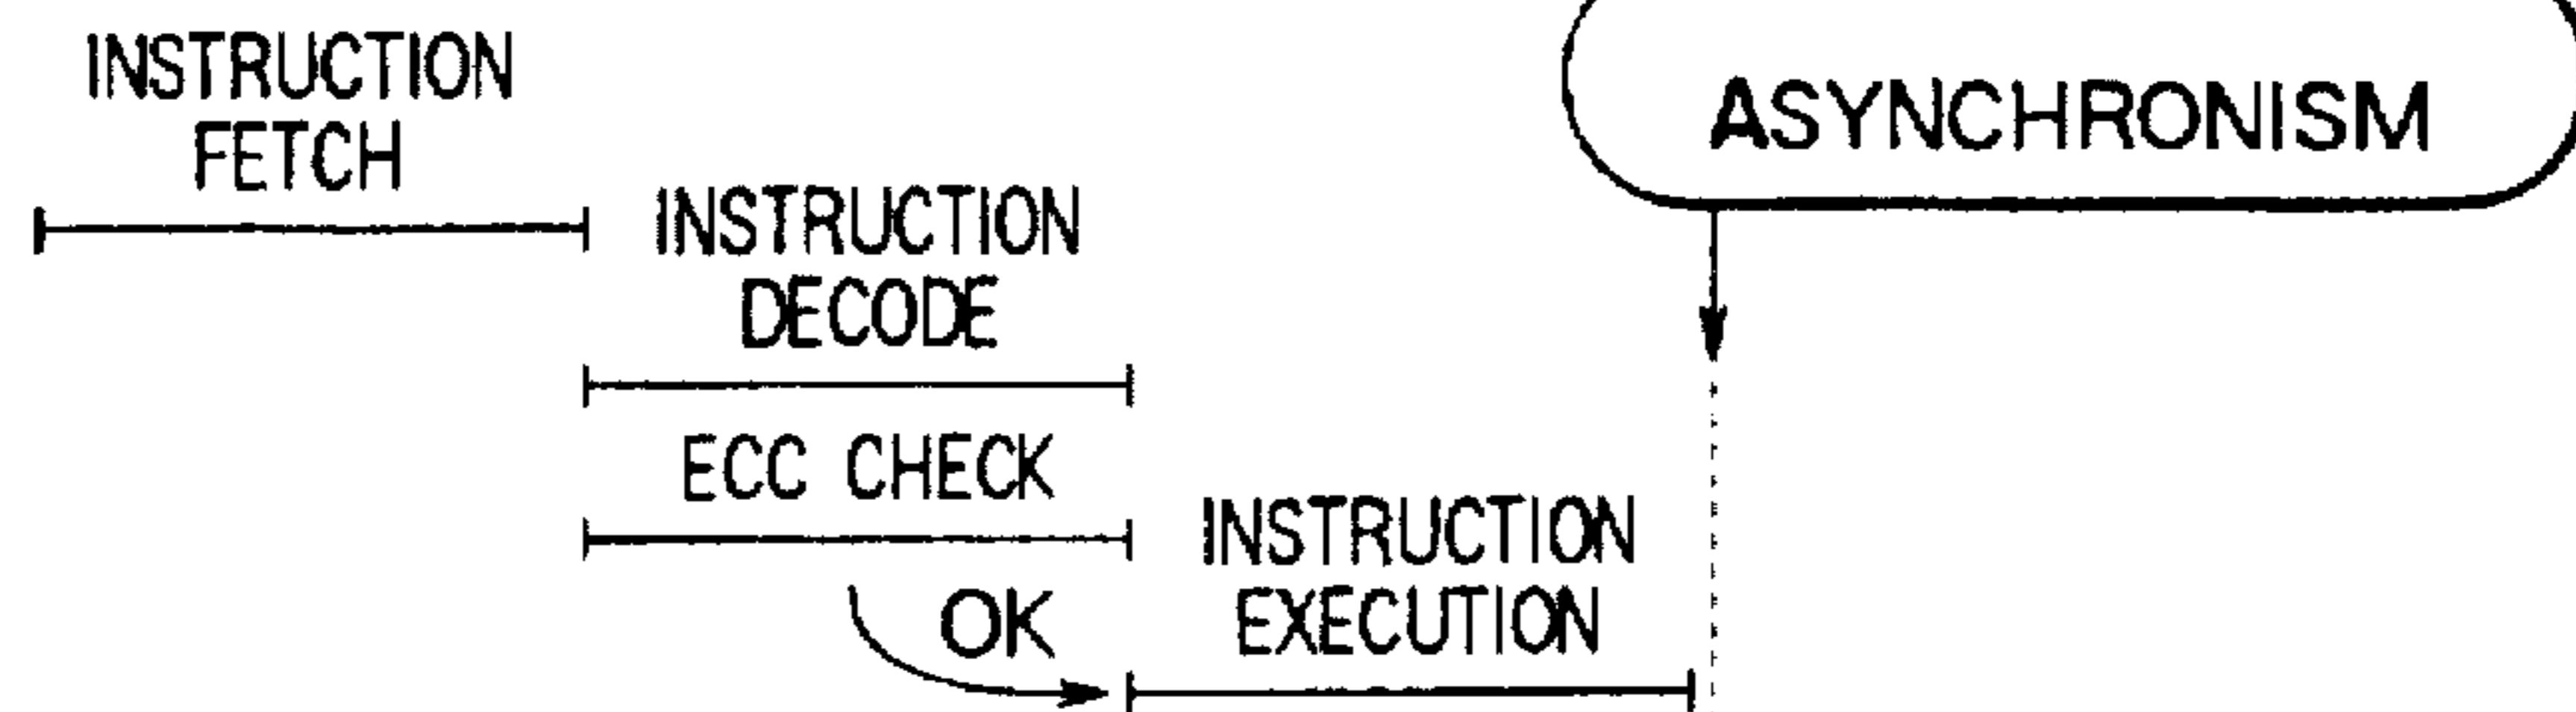 INSTRUCTION
FETCH
ASYNCHRONISM
INSTRUCTION
DECODE
ECC CHECK
INSTRUCTION
EXECUTION
OK